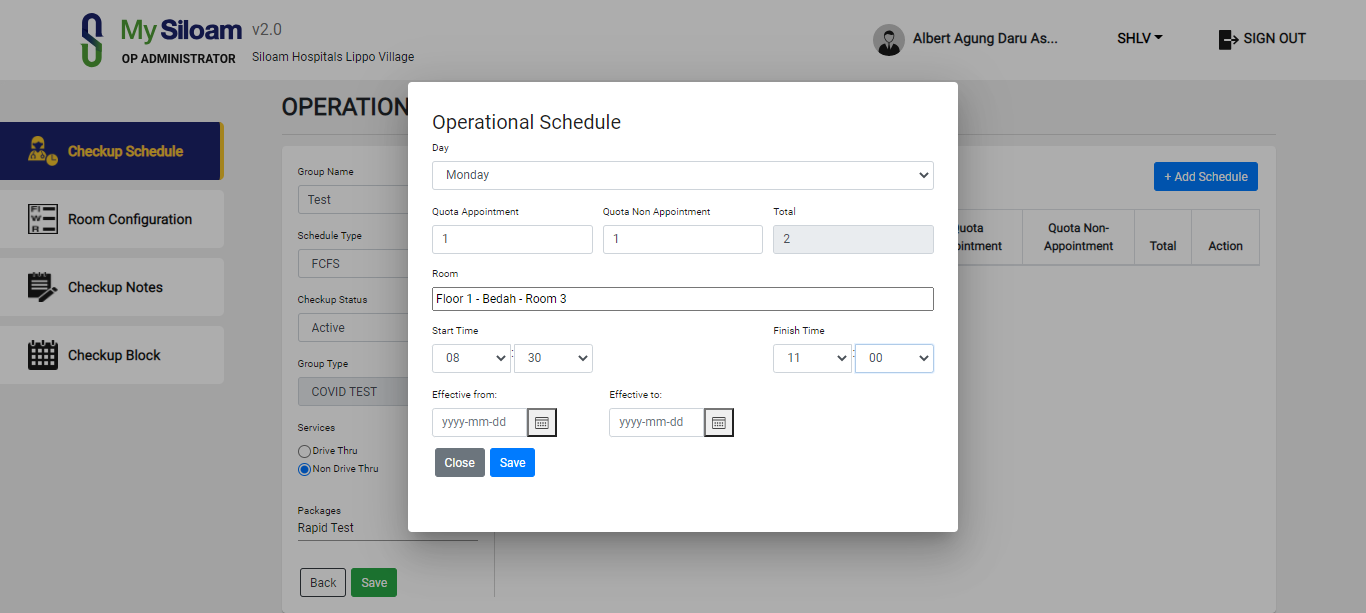 My Siloam v2.0
OP ADMINISTRATOR Siloam Hospitals Lippo Village
Albert Agung Daru As...
SHLV
SIGN OUT
Checkup Schedule
Room Configuration
Checkup Notes
Checkup Block
OPERATION
Group Name
Test
Schedule Type
FCFS
Checkup Status
Active
Group Type
COVID TEST
Services
Drive Thru
Non Drive Thru
Packages
Rapid Test
Back Save
Operational Schedule
Day
Monday
Quota Appointment Quota Non Appointment Total
1 1 2
Room
Floor 1 - Bedah - Room 3
Start Time Finish Time
08 : 30 11 : 00
Effective from: Effective to:
yyyy-mm-dd yyyy-mm-dd
Close Save
+ Add Schedule
Quota Non-
Appointment
Total
Action